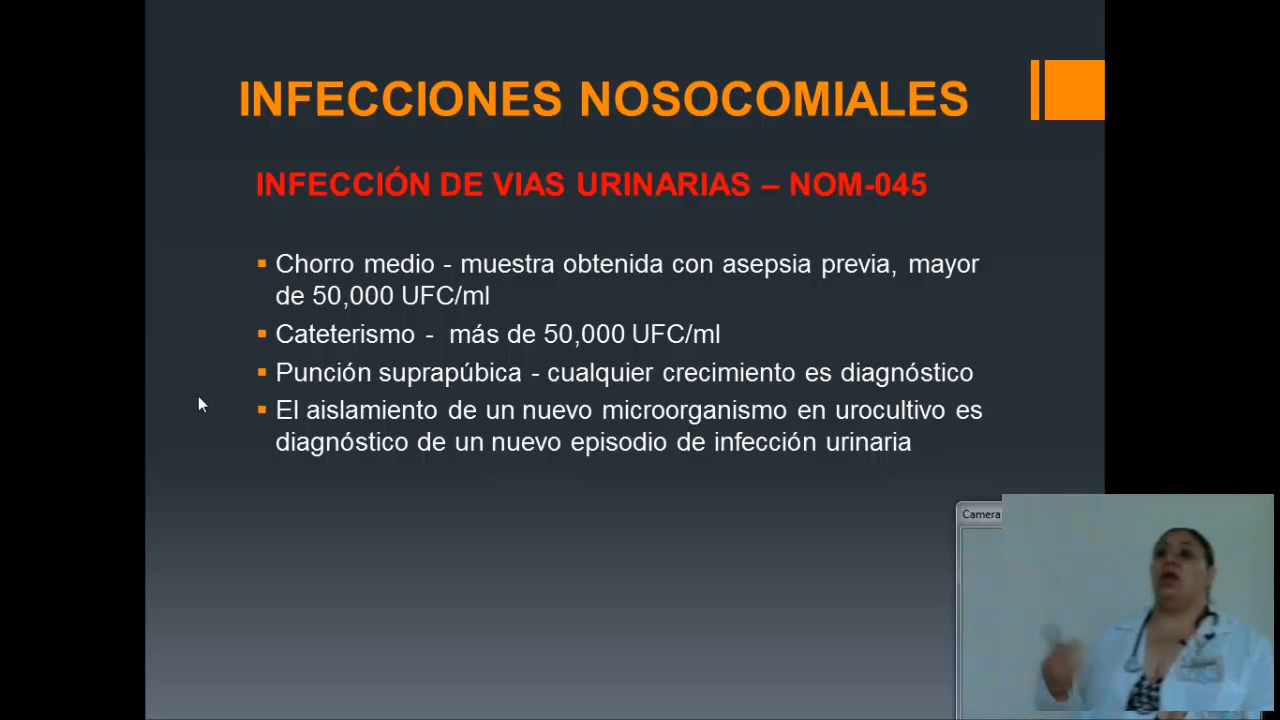 INFECCIONES NOSOCOMIALES
INFECCIÓN DE VIAS URINARIAS – NOM-045
▪ Chorro medio - muestra obtenida con asepsia previa, mayor
de 50,000 UFC/ml
▪ Cateterismo - más de 50,000 UFC/ml
▪ Punción suprapúbica - cualquier crecimiento es diagnóstico
▪ El aislamiento de un nuevo microorganismo en urocultivo es
diagnóstico de un nuevo episodio de infección urinaria
Camera